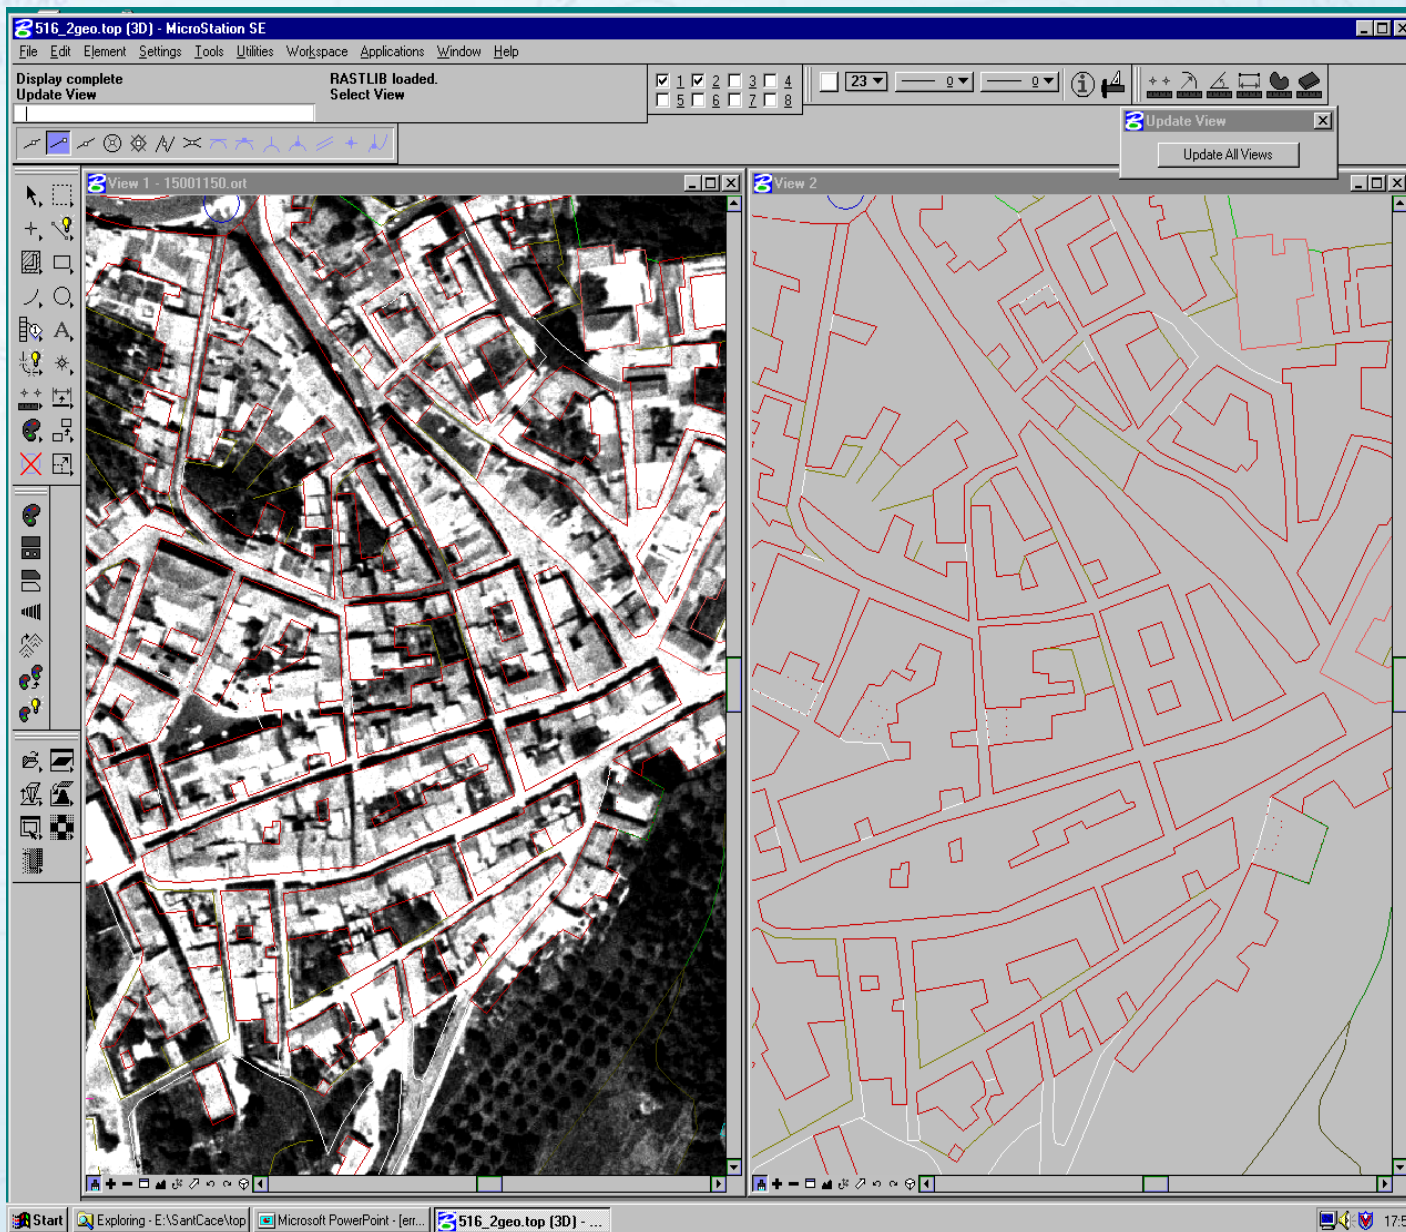 516_2geo.top (3D) - MicroStation SE
File Edit Element Settings Tools Utilities Workspace Applications Window Help
Display complete
Update View
RASTLIB loaded.
Select View
1 2 3 4
5 6 7 8
23
0
0
Update View
Update All Views
View 1 - 15001150.ort
View 2
Start
Exploring - E:\SantCace\top
Microsoft PowerPoint - [err...
516_2geo.top (3D) - ...